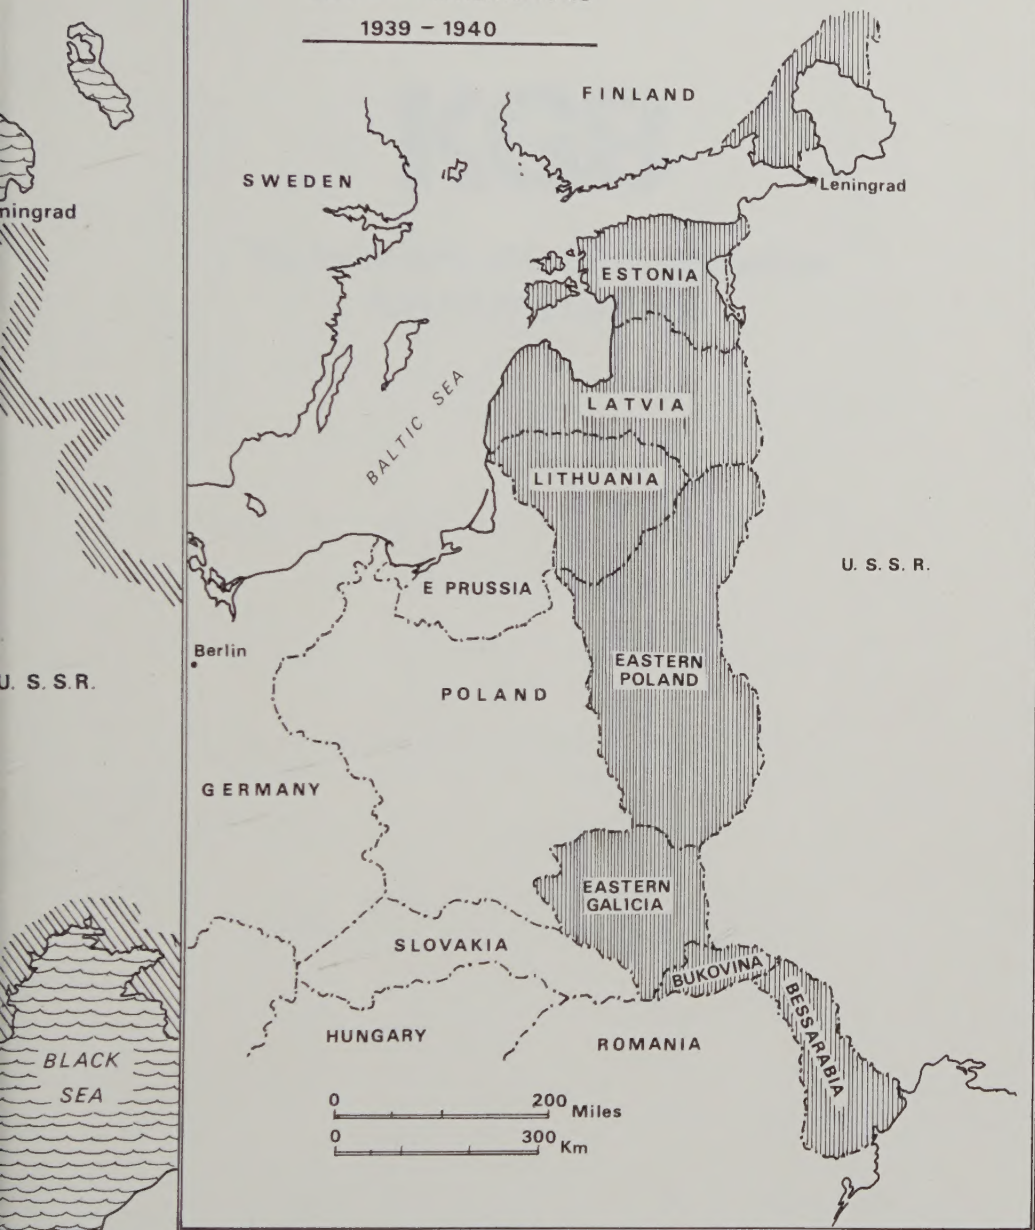 1939 – 1940
FINLAND
SWEDEN
Leningrad
ningrad
ESTONIA
LATVIA
BALTIC SEA
LITHUANIA
U. S. S. R.
E PRUSSIA
Berlin
EASTERN
POLAND
U. S. S.R.
POLAND
GERMANY
EASTERN
GALICIA
SLOVAKIA
BUKOVINA
BESSARABIA
HUNGARY
ROMANIA
BLACK
SEA
0 200 Miles
0 300 Km